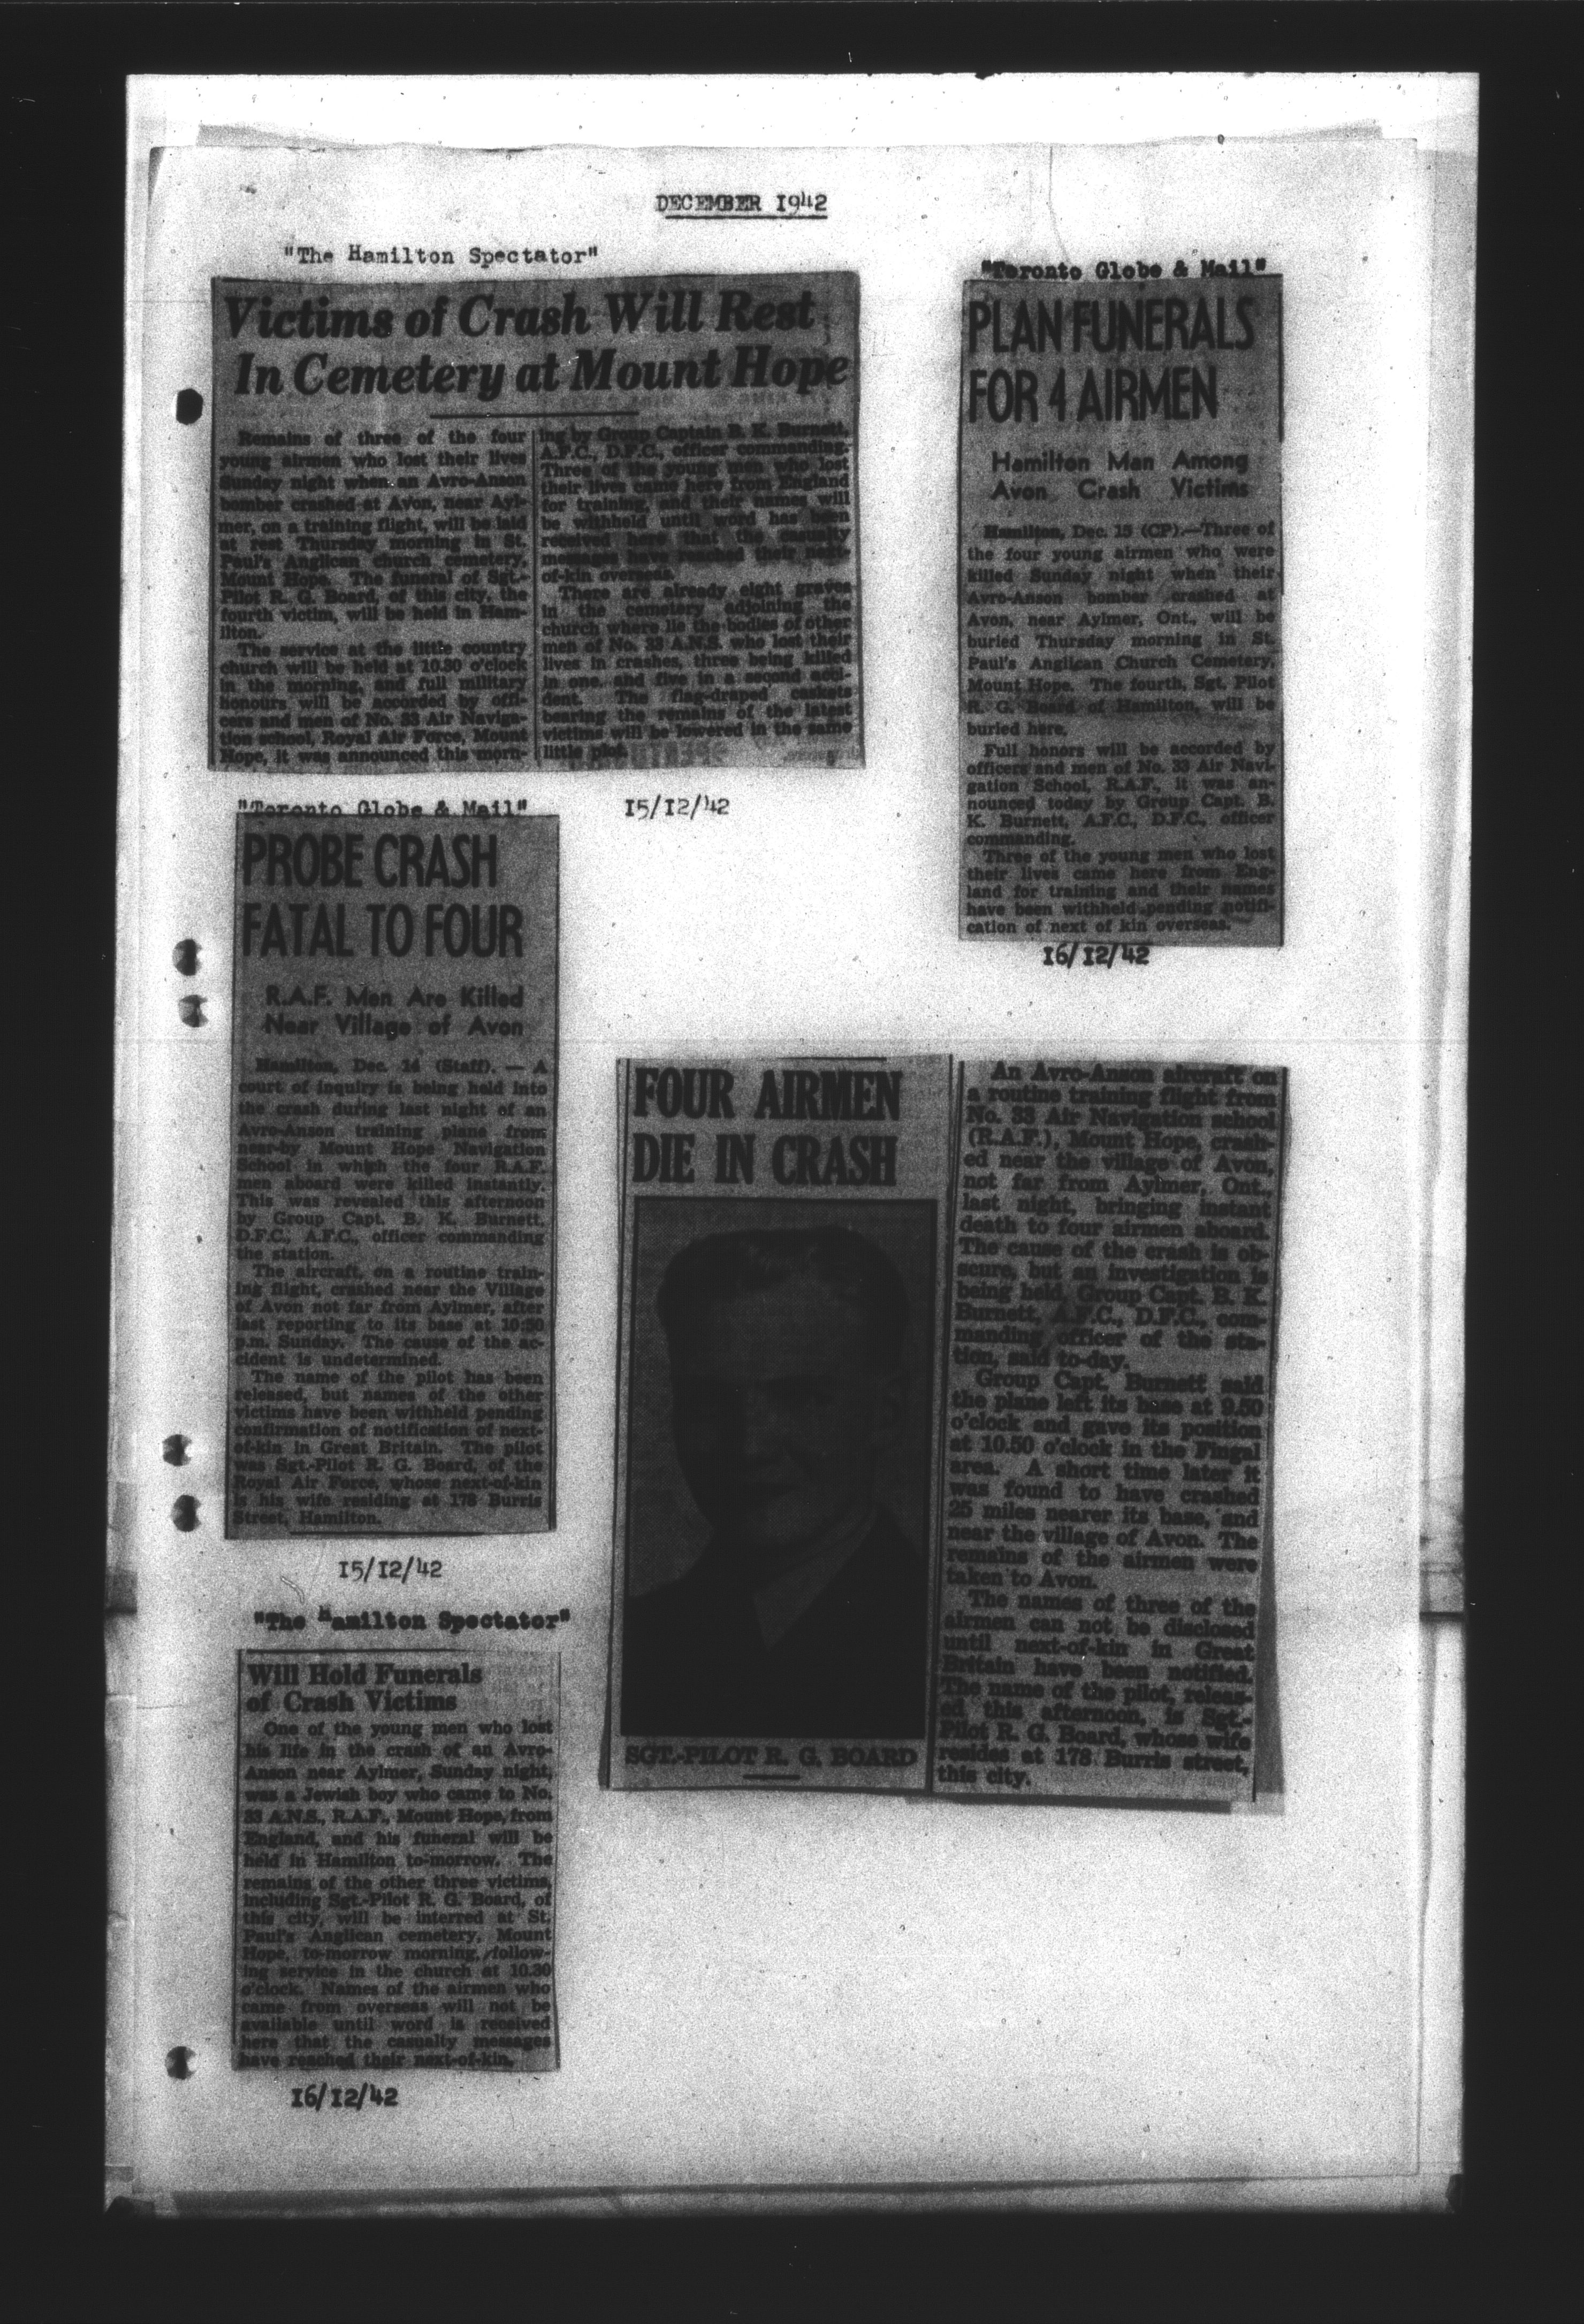 DECEMBER 1942
"The Hamilton Spectator"
Victims of Crash Will Rest
In Cemetery at Mount Hope
Remains of three of the four
young airmen who lost their lives
Sunday night when an Avro-Anson
bomber crashed at Avon, near Ayl-
mer, on a training flight, will be laid
at rest Thursday morning in St.
Paul's Anglican church cemetery,
Mount Hope. The funeral of Sgt.-
Pilot R. G. Board, of this city, the
fourth victim, will be held in Ham-
ilton.
The service at the little country
church will be held at 10.30 o'clock
in the morning, and full military
honours will be accorded by offi-
cers and men of No. 33 Air Naviga-
tion school, Royal Air Force, Mount
Hope, it was announced this morn-
ing by Group Captain B. K. Burnett,
A.F.C., D.F.C., officer commanding.
Three of the young men who lost
their lives came here from England
for training, and their names will
be withheld until word has been
received here that the casualty
messages have reached their next-
of-kin overseas.
There are already eight graves
in the cemetery adjoining the
church where lie the bodies of other
men of No. 33 A.N.S. who lost their
lives in crashes, three being killed
in one, and five in a second acci-
dent. The flag-draped caskets
bearing the remains of the latest
victims will be lowered in the same
little plot.
15/12/42
"Toronto Globe & Mail"
PLAN FUNERALS
FOR 4 AIRMEN
Hamilton Man Among
Avon Crash Victims
Hamilton, Dec. 15 (CP).—Three of
the four young airmen who were
killed Sunday night when their
Avro-Anson bomber crashed at
Avon, near Aylmer, Ont., will be
buried Thursday morning in St.
Paul's Anglican Church Cemetery,
Mount Hope. The fourth, Sgt. Pilot
R. G. Board of Hamilton, will be
buried here.
Full honors will be accorded by
officers and men of No. 33 Air Navi-
gation School, R.A.F., it was an-
nounced today by Group Capt. B.
K. Burnett, A.F.C., D.F.C., officer
commanding.
Three of the young men who lost
their lives came here from Eng-
land for training and their names
have been withheld pending notifi-
cation of next of kin overseas.
16/12/42
"Toronto Globe & Mail"
PROBE CRASH
FATAL TO FOUR
R.A.F. Men Are Killed
Near Village of Avon
Hamilton, Dec. 14 (Staff). — A
court of inquiry is being held into
the crash during last night of an
Avro-Anson training plane from
near-by Mount Hope Navigation
School in which the four R.A.F.
men aboard were killed instantly.
This was revealed this afternoon
by Group Capt. B. K. Burnett,
D.F.C., A.F.C., officer commanding
the station.
The aircraft, on a routine train-
ing flight, crashed near the Village
of Avon not far from Aylmer, after
last reporting to its base at 10:50
p.m. Sunday. The cause of the ac-
cident is undetermined.
The name of the pilot has been
released, but names of the other
victims have been withheld pending
confirmation of notification of next-
of-kin in Great Britain. The pilot
was Sgt.-Pilot R. G. Board, of the
Royal Air Force, whose next-of-kin
is his wife residing at 178 Burris
Street, Hamilton.
15/12/42
FOUR AIRMEN
DIE IN CRASH
SGT.-PILOT R. G. BOARD
An Avro-Anson aircraft on
a routine training flight from
No. 33 Air Navigation school
(R.A.F.), Mount Hope, crash-
ed near the village of Avon,
not far from Aylmer, Ont.,
last night, bringing instant
death to four airmen aboard.
The cause of the crash is ob-
scure, but an investigation is
being held, Group Capt. B. K.
Burnett, A.F.C., D.F.C., com-
manding officer of the sta-
tion, said to-day.
Group Capt. Burnett said
the plane left its base at 9.50
o'clock and gave its position
at 10.50 o'clock in the Fingal
area. A short time later it
was found to have crashed
25 miles nearer its base, and
near the village of Avon. The
remains of the airmen were
taken to Avon.
The names of three of the
airmen can not be disclosed
until next-of-kin in Great
Britain have been notified.
The name of the pilot, releas-
ed this afternoon, is Sgt.-
Pilot R. G. Board, whose wife
resides at 178 Burris street,
this city.
"The Hamilton Spectator"
Will Hold Funerals
of Crash Victims
One of the young men who lost
his life in the crash of an Avro-
Anson near Aylmer, Sunday night,
was a Jewish boy who came to No.
33 A.N.S., R.A.F., Mount Hope, from
England, and his funeral will be
held in Hamilton to-morrow. The
remains of the other three victims,
including Sgt.-Pilot R. G. Board, of
this city, will be interred at St.
Paul's Anglican cemetery, Mount
Hope, to-morrow morning, follow-
ing service in the church at 10.30
o'clock. Names of the airmen who
came from overseas will not be
available until word is received
here that the casualty messages
have reached their next-of-kin.
16/12/42